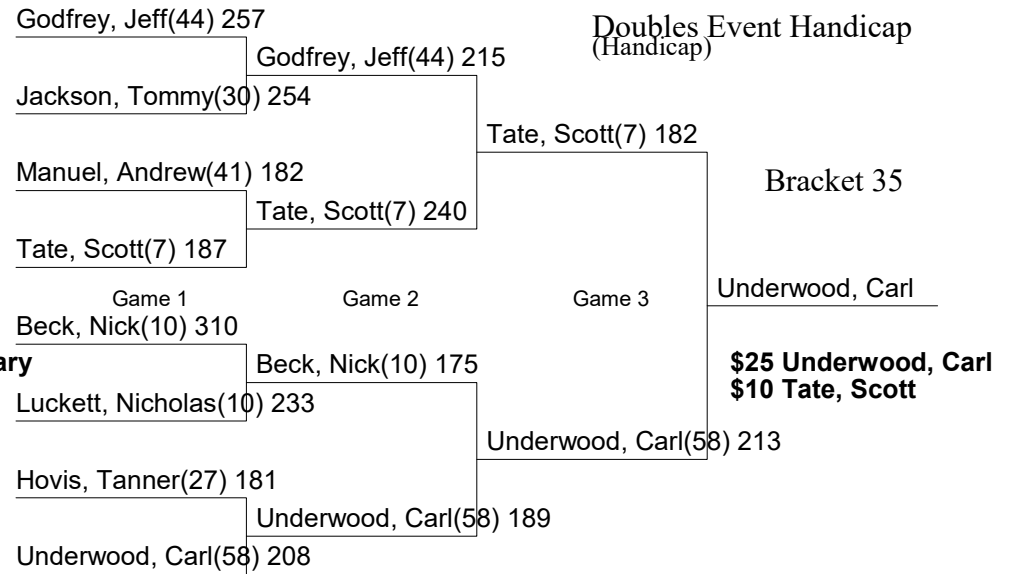 Godfrey, Jeff(44) 257
Doubles Event Handicap
(Handicap)
Godfrey, Jeff(44) 215
Jackson, Tommy(30) 254
Tate, Scott(7) 182
Manuel, Andrew(41) 182
Bracket 35
Tate, Scott(7) 240
Tate, Scott(7) 187
Game 1
Game 2
Game 3
Underwood, Carl
Beck, Nick(10) 310
ary
Beck, Nick(10) 175
$25 Underwood, Carl
$10 Tate, Scott
Luckett, Nicholas(10) 233
Underwood, Carl(58) 213
Hovis, Tanner(27) 181
Underwood, Carl(58) 189
Underwood, Carl(58) 208